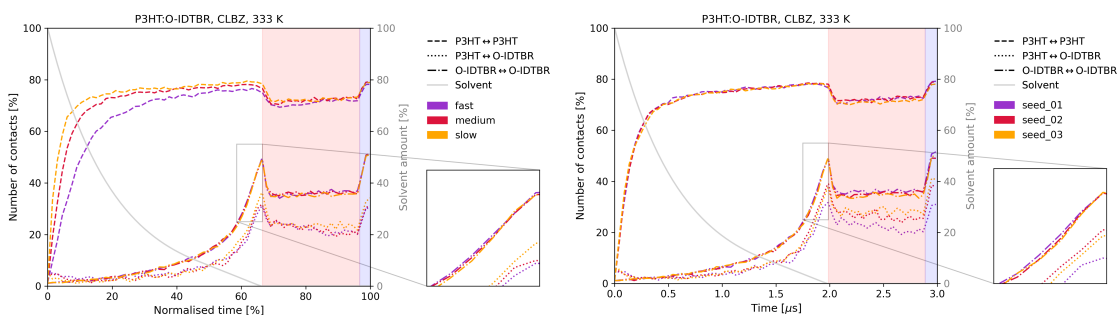 P3HT:O-IDTBR, CLBZ, 333 K
Number of contacts [%]
100
80
60
40
20
0
0
20
40
60
80
100
Normalised time [%]
100
80
60
40
20
0
Solvent amount [%]
P3HT↔P3HT
P3HT↔O-IDTBR
O-IDTBR↔O-IDTBR
Solvent
fast
medium
slow
P3HT:O-IDTBR, CLBZ, 333 K
Number of contacts [%]
100
80
60
40
20
0
0.0
0.5
1.0
1.5
2.0
2.5
3.0
Time [μs]
100
80
60
40
20
0
Solvent amount [%]
P3HT↔P3HT
P3HT↔O-IDTBR
O-IDTBR↔O-IDTBR
Solvent
seed_01
seed_02
seed_03